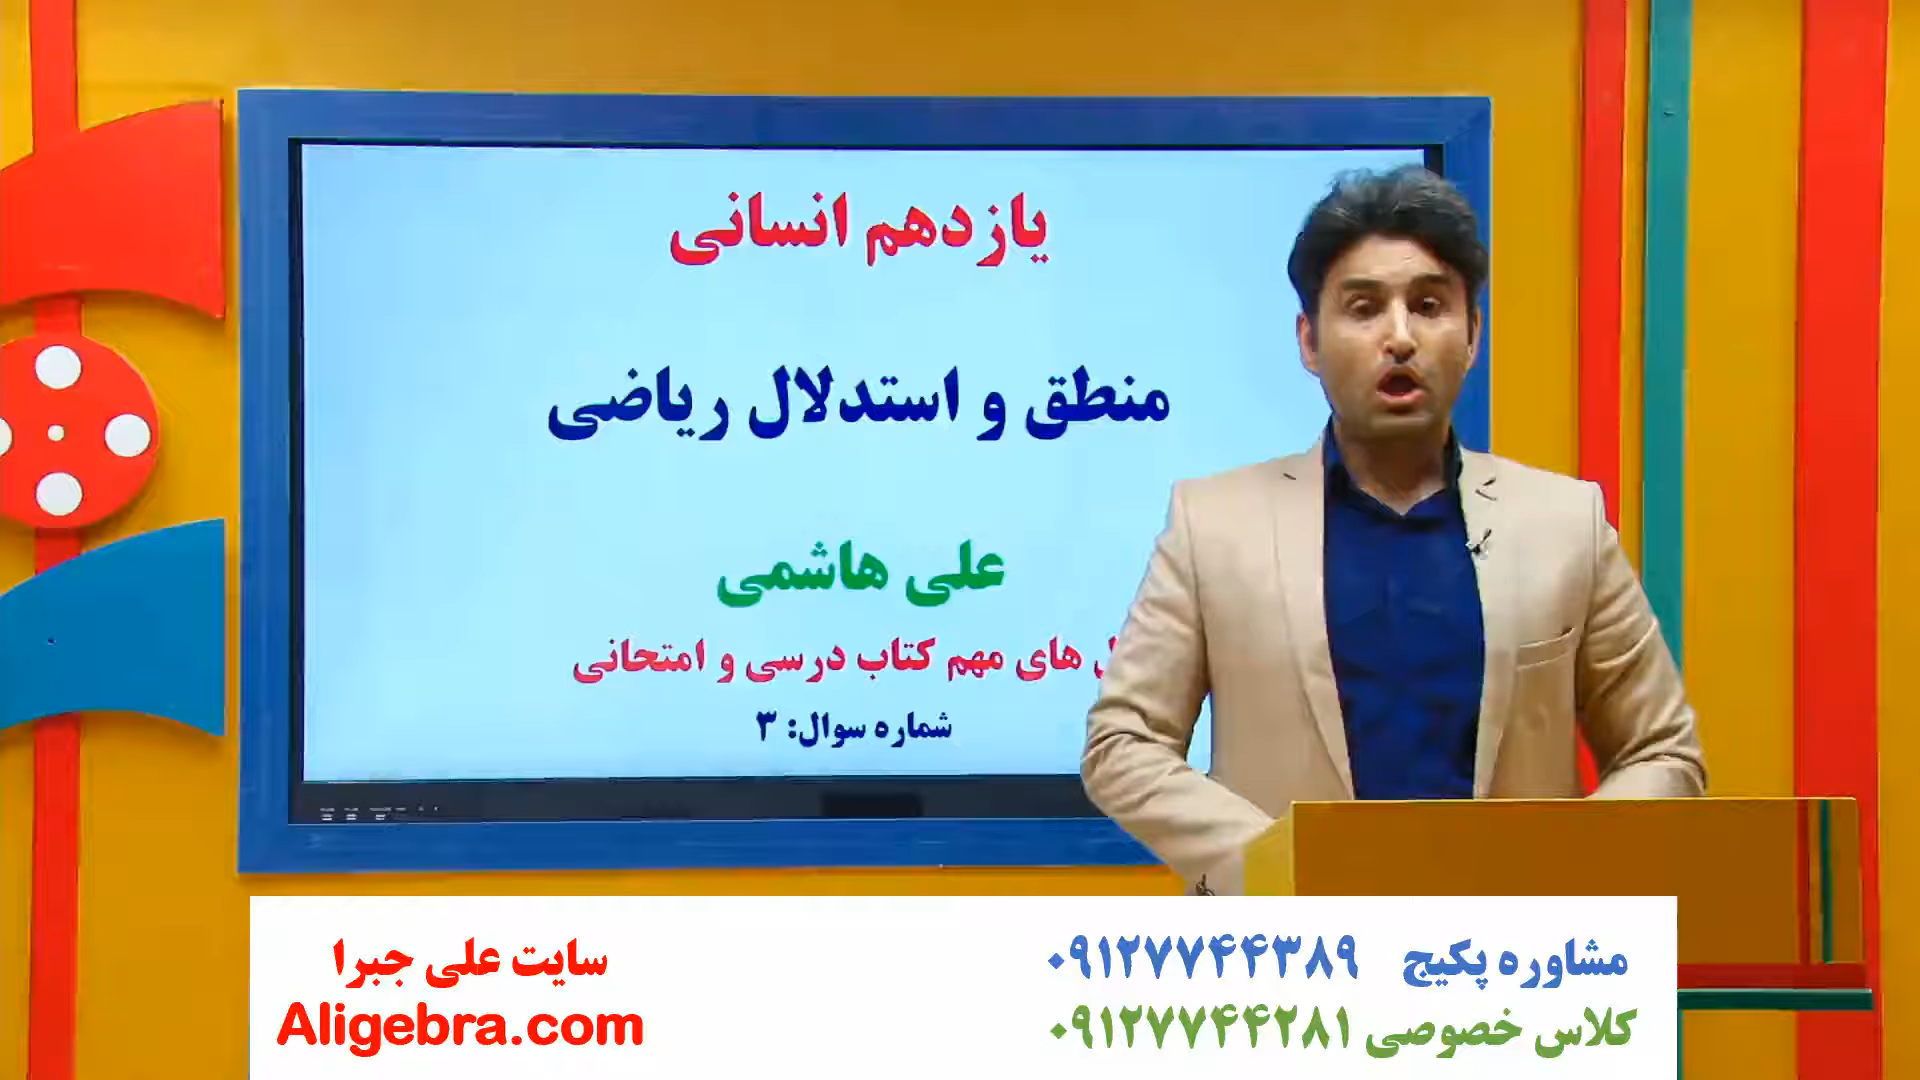 یازدهم انسانی
منطق و استدلال ریاضی
علی هاشمی
های مهم کتاب درسی و امتحانی
شماره سوال: ۳
مشاوره پکیج ۰۹۱۲۷۷۴۴۳۸۹
کلاس خصوصی ۰۹۱۲۷۷۴۴۲۸۱
سایت علی جبرا
Aligebra.com